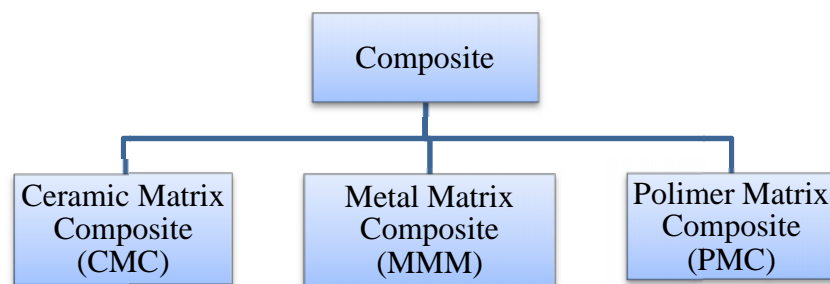 Composite
Ceramic Matrix
Composite
(CMC)
Metal Matrix
Composite
(MMM)
Polimer Matrix
Composite
(PMC)